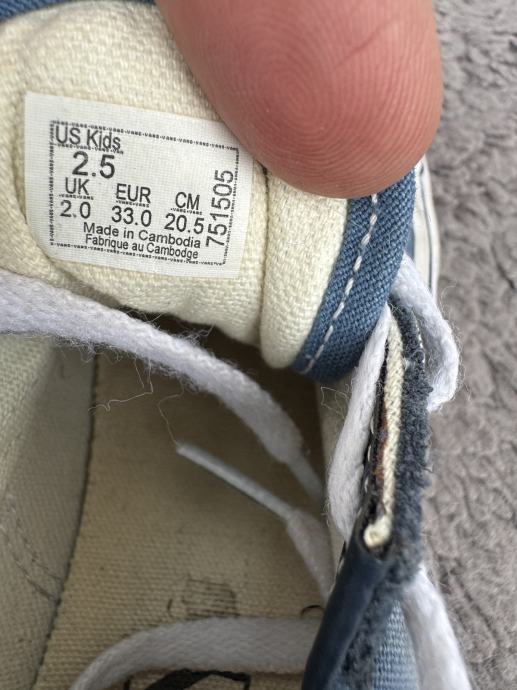 US Kids
2.5
UK EUR CM
2.0 33.0 20.5
Made in Cambodia
Fabrique au Cambodge
751505